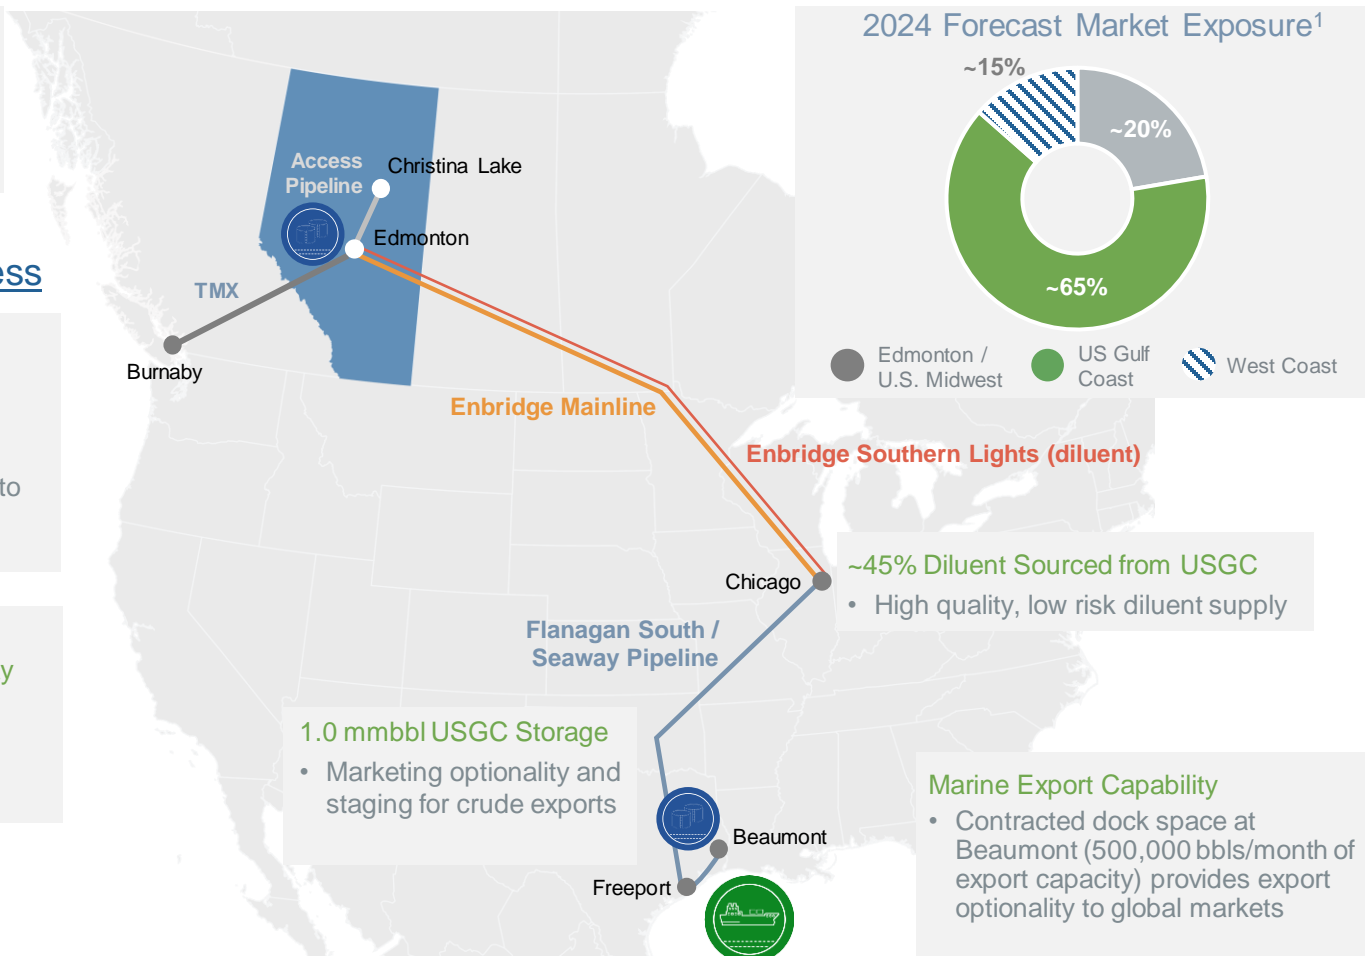 2024 Forecast Market Exposure¹
~15%
~20%
~65%
Edmonton /
U.S. Midwest
US Gulf
Coast
West Coast
Access
Pipeline
Christina Lake
Edmonton
TMX
Burnaby
ess
to
y
Enbridge Mainline
Enbridge Southern Lights (diluent)
Chicago
~45% Diluent Sourced from USGC
• High quality, low risk diluent supply
Flanagan South /
Seaway Pipeline
1.0 mmbbl USGC Storage
• Marketing optionality and
staging for crude exports
Beaumont
Freeport
Marine Export Capability
• Contracted dock space at
Beaumont (500,000 bbls/month of
export capacity) provides export
optionality to global markets